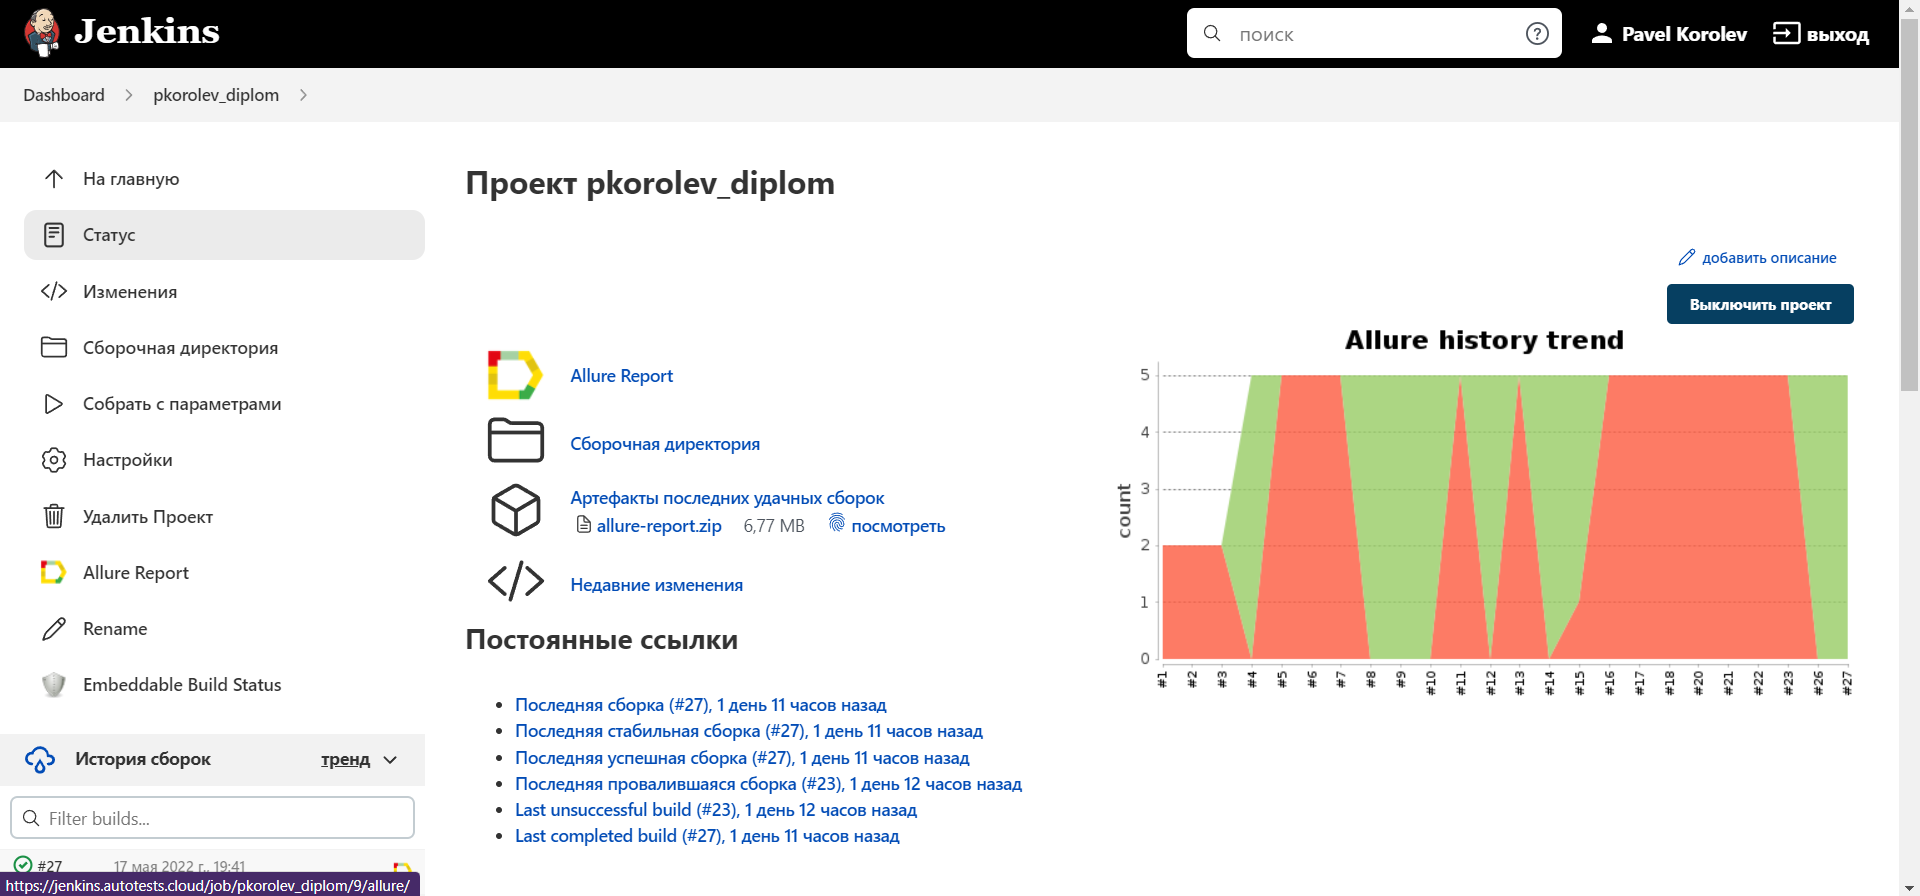 Jenkins
поиск
Pavel Korolev
выход
Dashboard
pkorolev_diplom
На главную
Статус
Изменения
Сборочная директория
Собрать с параметрами
Настройки
Удалить Проект
Allure Report
Rename
Embeddable Build Status
История сборок
тренд
Filter builds...
#27
17 мая 2022 г., 19:41
https://jenkins.autotests.cloud/job/pkorolev_diplom/9/allure/
Проект pkorolev_diplom
добавить описание
Выключить проект
Allure Report
Сборочная директория
Артефакты последних удачных сборок
allure-report.zip 6,77 MB посмотреть
Недавние изменения
Постоянные ссылки
Последняя сборка (#27), 1 день 11 часов назад
Последняя стабильная сборка (#27), 1 день 11 часов назад
Последняя успешная сборка (#27), 1 день 11 часов назад
Последняя провалившаяся сборка (#23), 1 день 12 часов назад
Last unsuccessful build (#23), 1 день 12 часов назад
Last completed build (#27), 1 день 11 часов назад
Allure history trend
count
5
4
3
2
1
0
#1
#2
#3
#4
#5
#6
#7
#8
#9
#10
#11
#12
#13
#14
#15
#16
#17
#18
#20
#21
#22
#23
#26
#27